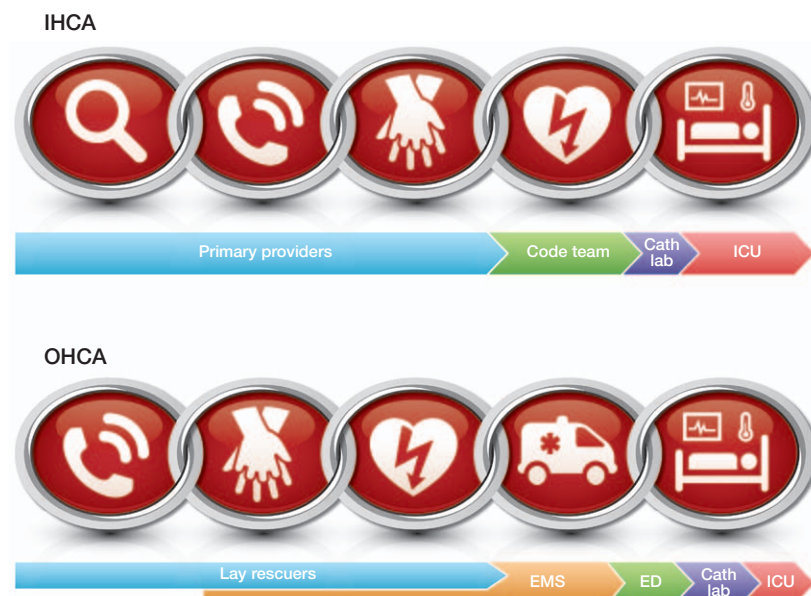 IHCA
Primary providers
Code team
Cath
lab
ICU
OHCA
Lay rescuers
EMS
ED
Cath
lab
ICU